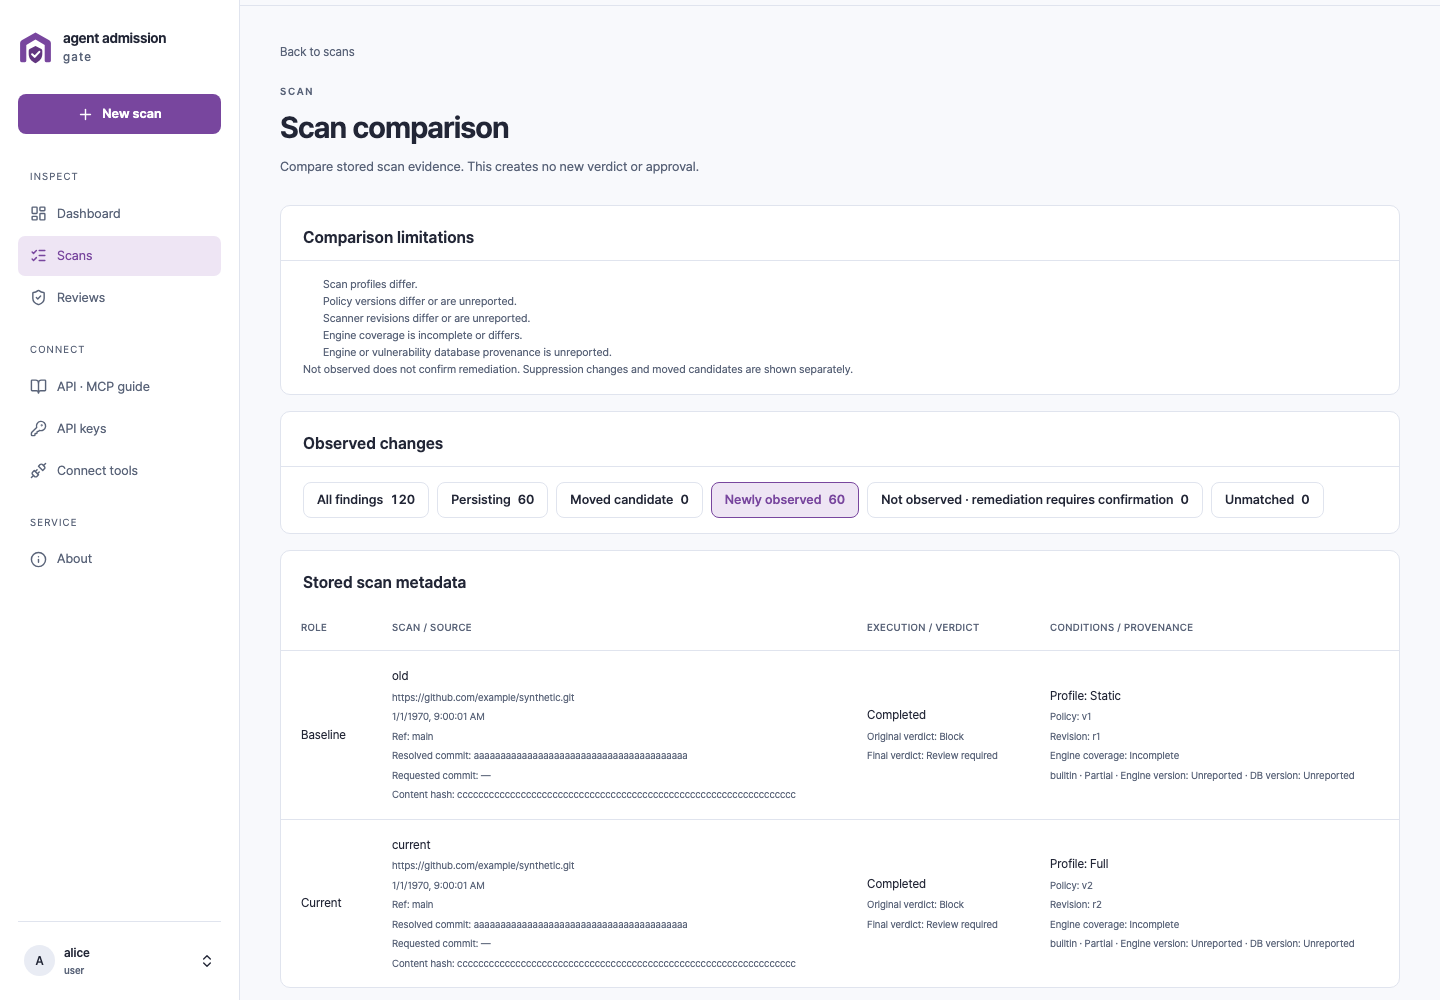 agent admission
gate
New scan
INSPECT
Dashboard
Scans
Reviews
CONNECT
API · MCP guide
API keys
Connect tools
SERVICE
About
A
alice
user
Back to scans
SCAN
Scan comparison
Compare stored scan evidence. This creates no new verdict or approval.
Comparison limitations
Scan profiles differ.
Policy versions differ or are unreported.
Scanner revisions differ or are unreported.
Engine coverage is incomplete or differs.
Engine or vulnerability database provenance is unreported.
Not observed does not confirm remediation. Suppression changes and moved candidates are shown separately.
Observed changes
All findings 120
Persisting 60
Moved candidate 0
Newly observed 60
Not observed · remediation requires confirmation 0
Unmatched 0
Stored scan metadata
ROLE SCAN / SOURCE EXECUTION / VERDICT CONDITIONS / PROVENANCE
Baseline
old
https://github.com/example/synthetic.git
1/1/1970, 9:00:01 AM
Ref: main
Resolved commit: aaaaaaaaaaaaaaaaaaaaaaaaaaaaaaaaaaaaaaaa
Requested commit: —
Content hash: cccccccccccccccccccccccccccccccccccccccccccccccccccccccccccccccc
Completed
Original verdict: Block
Final verdict: Review required
Profile: Static
Policy: v1
Revision: r1
Engine coverage: Incomplete
builtin · Partial · Engine version: Unreported · DB version: Unreported
Current
current
https://github.com/example/synthetic.git
1/1/1970, 9:00:01 AM
Ref: main
Resolved commit: aaaaaaaaaaaaaaaaaaaaaaaaaaaaaaaaaaaaaaaa
Requested commit: —
Content hash: cccccccccccccccccccccccccccccccccccccccccccccccccccccccccccccccc
Completed
Original verdict: Block
Final verdict: Review required
Profile: Full
Policy: v2
Revision: r2
Engine coverage: Incomplete
builtin · Partial · Engine version: Unreported · DB version: Unreported